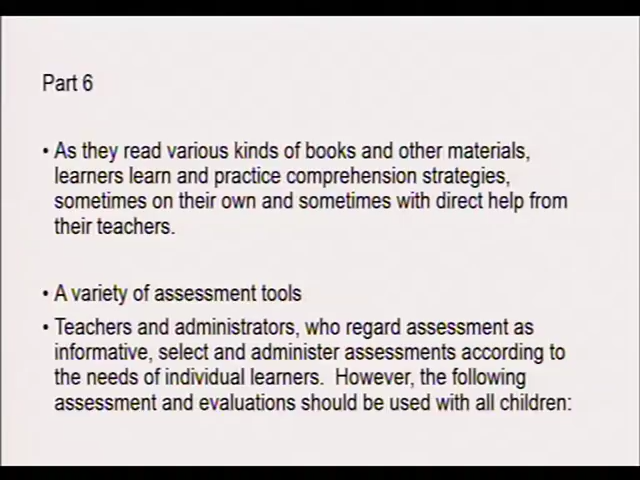 Part 6
• As they read various kinds of books and other materials,
learners learn and practice comprehension strategies,
sometimes on their own and sometimes with direct help from
their teachers.
• A variety of assessment tools
• Teachers and administrators, who regard assessment as
informative, select and administer assessments according to
the needs of individual learners.  However, the following
assessment and evaluations should be used with all children: